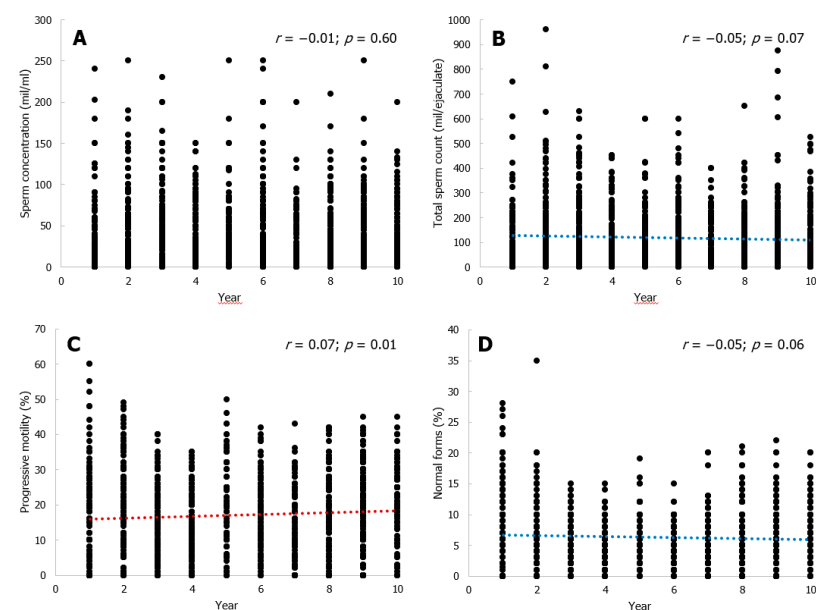 A
r = −0.01; p = 0.60
Sperm concentration (mil/ml)
300
250
200
150
100
50
0
0 2 4 6 8 10
Year
B
r = −0.05; p = 0.07
Total sperm count (mil/ejaculate)
1000
900
800
700
600
500
400
300
200
100
0
0 2 4 6 8 10
Year
C
r = 0.07; p = 0.01
Progressive motility (%)
70
60
50
40
30
20
10
0
0 2 4 6 8 10
Year
D
r = −0.05; p = 0.06
Normal forms (%)
40
35
30
25
20
15
10
5
0
0 2 4 6 8 10
Year